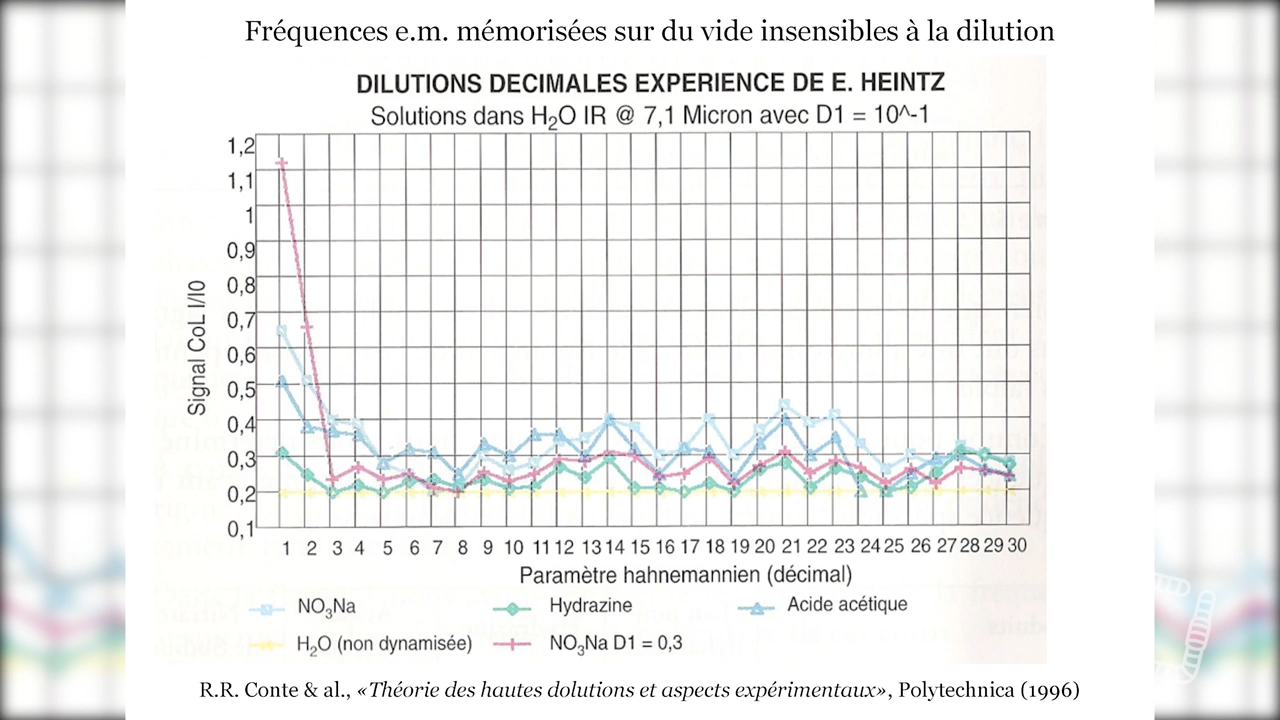 Fréquences e.m. mémorisées sur du vide insensibles à la dilution
DILUTIONS DECIMALES EXPERIENCE DE E. HEINTZ
Solutions dans H₂O IR @ 7,1 Micron avec D1 = 10^-1
Signal CoL I/I0
1,2
1,1
1
0,9
0,8
0,7
0,6
0,5
0,4
0,3
0,2
0,1
1 2 3 4 5 6 7 8 9 10 11 12 13 14 15 16 17 18 19 20 21 22 23 24 25 26 27 28 29 30
Paramètre hahnemannien (décimal)
NO₃Na Hydrazine Acide acétique
H₂O (non dynamisée) NO₃Na D1 = 0,3
R.R. Conte & al., «Théorie des hautes dolutions et aspects expérimentaux», Polytechnica (1996)